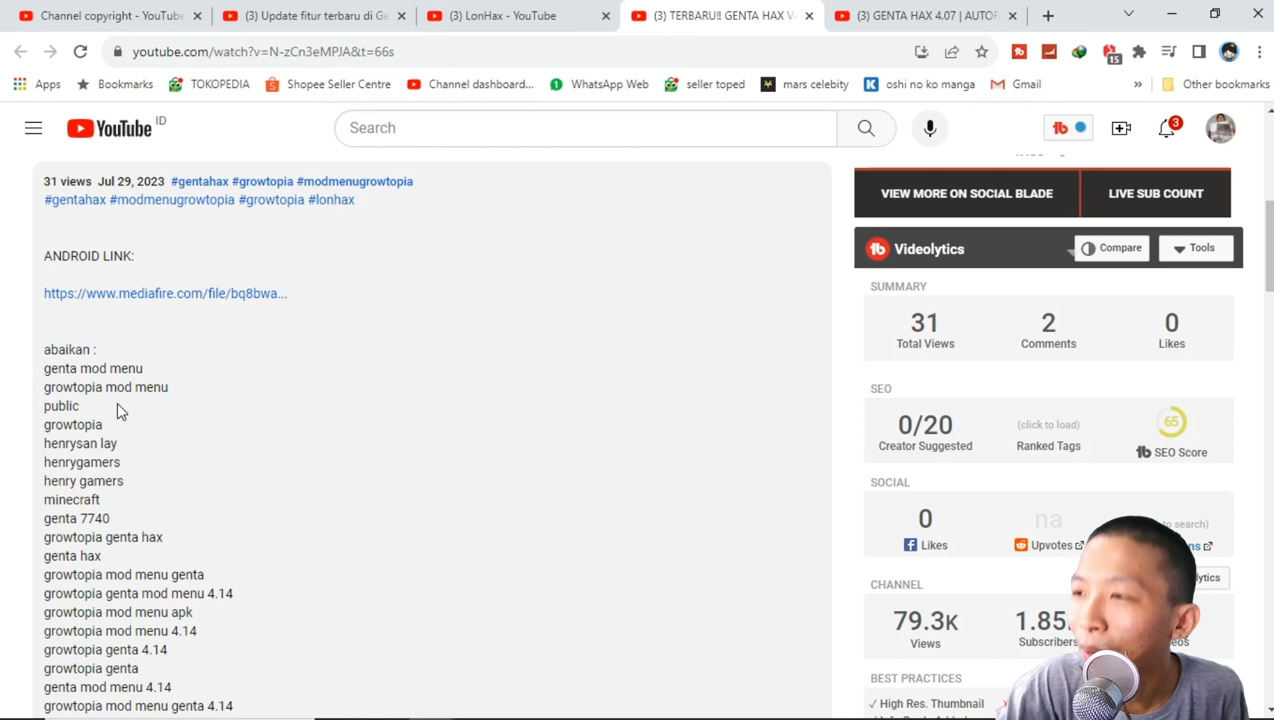 Channel copyright - YouTube
(3) Update fitur terbaru di Ge
(3) LonHax - YouTube
(3) TERBARU!! GENTA HAX V
(3) GENTA HAX 4.07 | AUTOF
youtube.com/watch?v=N-zCn3eMPJA&t=66s
15
Apps
Bookmarks
TOKOPEDIA
Shopee Seller Centre
Channel dashboard...
WhatsApp Web
seller toped
mars celebity
oshi no ko manga
Gmail
»
Other bookmarks
YouTube ID
Search
tb
3
31 views Jul 29, 2023 #gentahax #growtopia #modmenugrowtopia
#gentahax #modmenugrowtopia #growtopia #lonhax
ANDROID LINK:
https://www.mediafire.com/file/bq8bwa...
abaikan :
genta mod menu
growtopia mod menu
public
growtopia
henrysan lay
henrygamers
henry gamers
minecraft
genta 7740
growtopia genta hax
genta hax
growtopia mod menu genta
growtopia genta mod menu 4.14
growtopia mod menu apk
growtopia mod menu 4.14
growtopia genta 4.14
growtopia genta
genta mod menu 4.14
growtopia mod menu genta 4.14
VIEW MORE ON SOCIAL BLADE
LIVE SUB COUNT
tb Videolytics
Compare
Tools
SUMMARY
31
Total Views
2
Comments
0
Likes
SEO
0/20
Creator Suggested
(click to load)
Ranked Tags
65
tb SEO Score
SOCIAL
0
Likes
na
Upvotes
to search)
CHANNEL
79.3K
Views
1.85
Subscribers
BEST PRACTICES
✓ High Res. Thumbnail